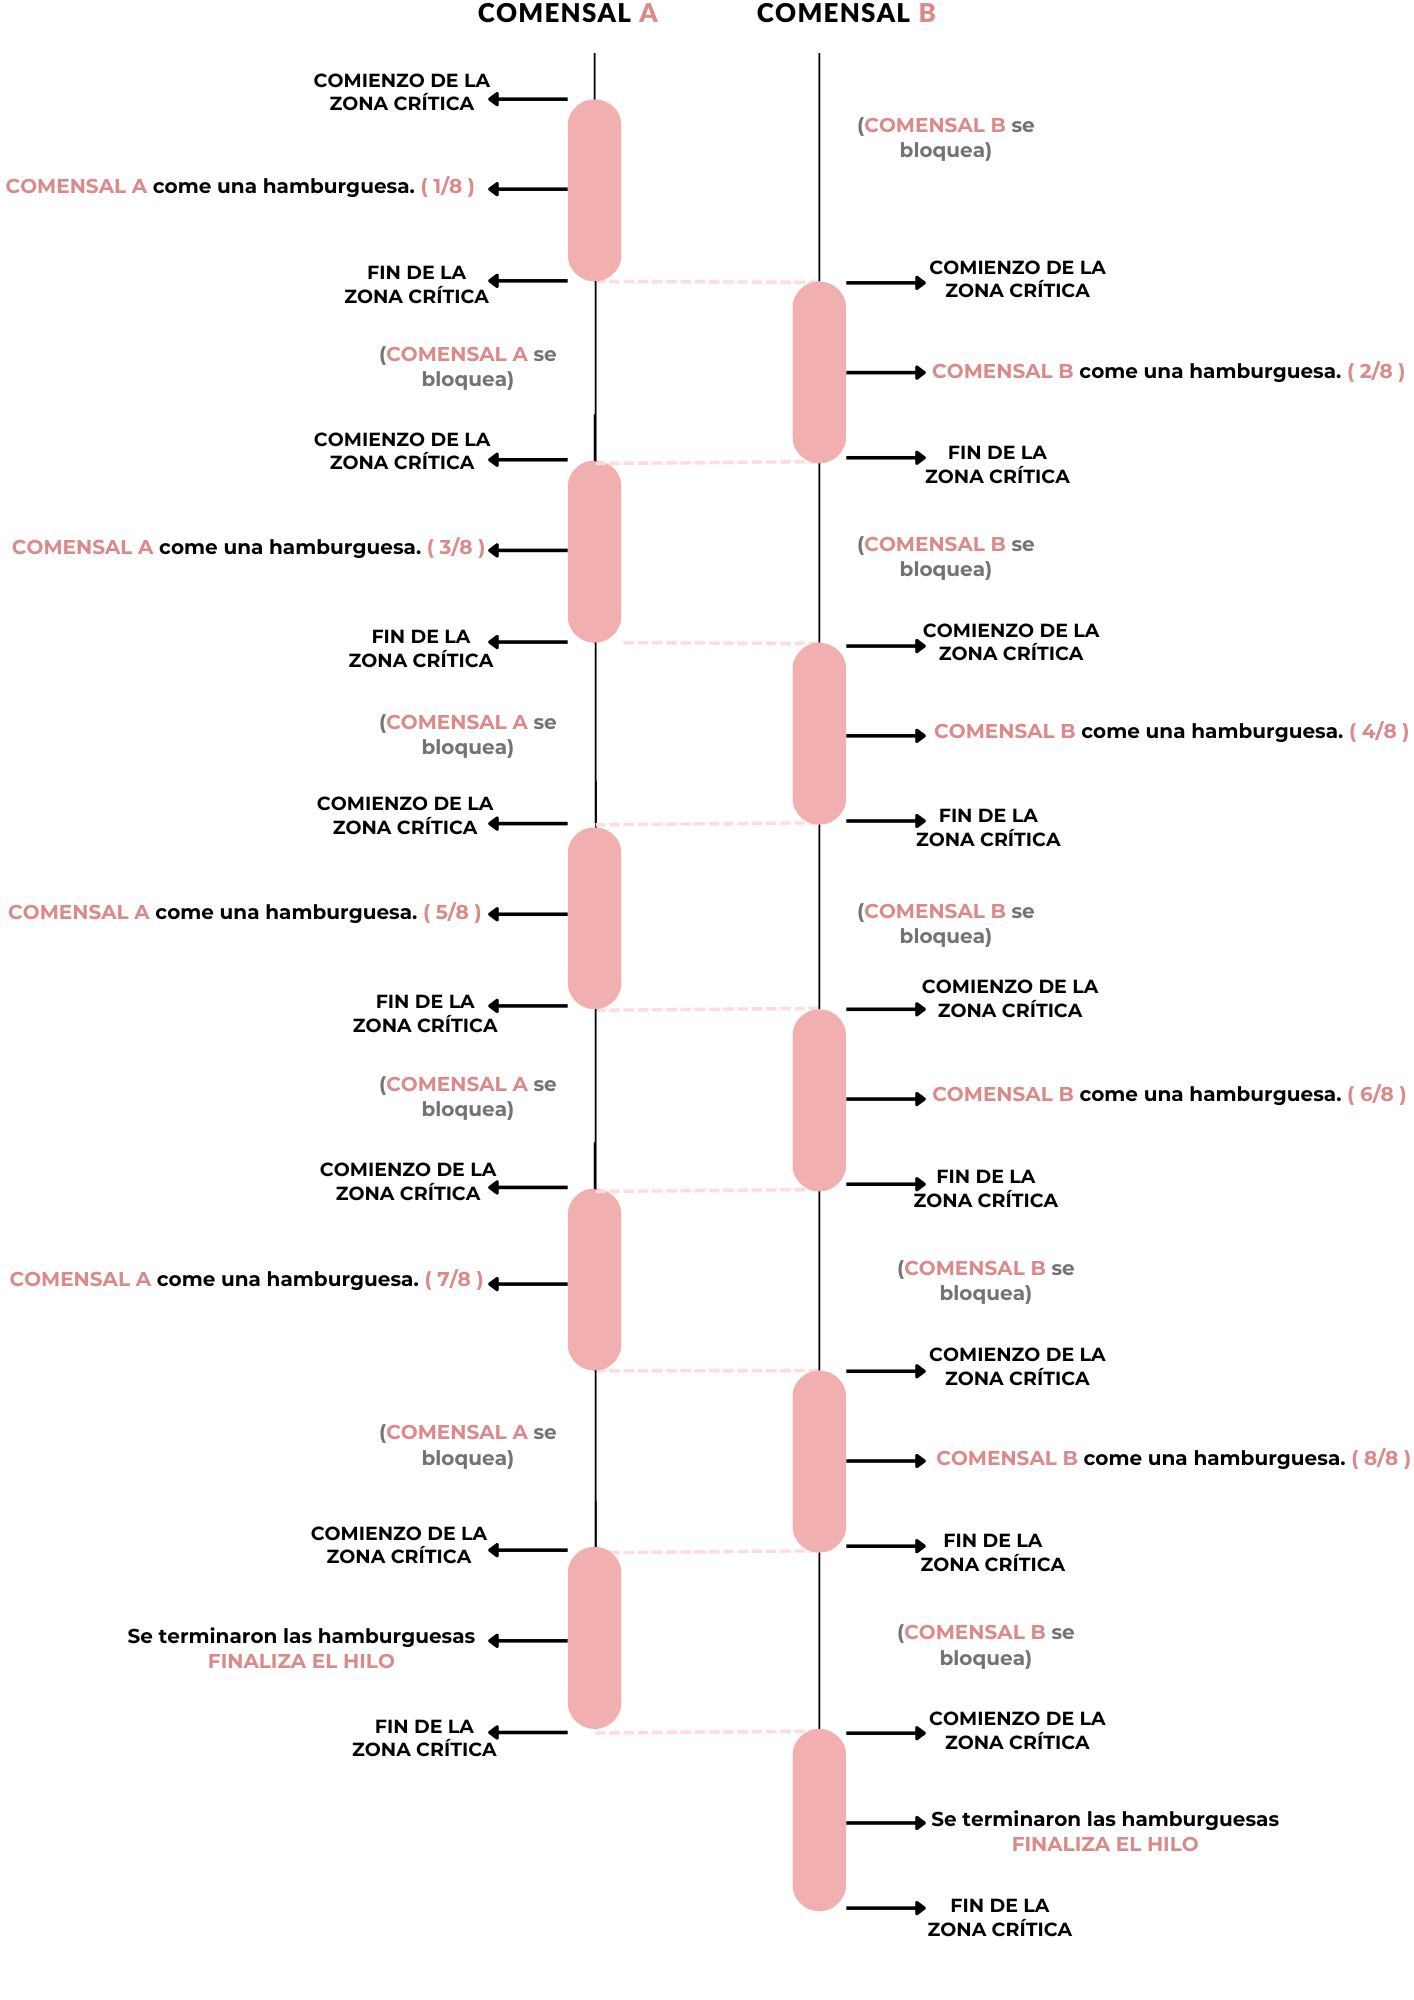 COMENSAL A
COMENSAL B
COMIENZO DE LA
ZONA CRÍTICA
(COMENSAL B se
bloquea)
COMENSAL A come una hamburguesa. ( 1/8 )
FIN DE LA
ZONA CRÍTICA
COMIENZO DE LA
ZONA CRÍTICA
(COMENSAL A se
bloquea)
COMENSAL B come una hamburguesa. ( 2/8 )
COMIENZO DE LA
ZONA CRÍTICA
FIN DE LA
ZONA CRÍTICA
COMENSAL A come una hamburguesa. ( 3/8 )
(COMENSAL B se
bloquea)
FIN DE LA
ZONA CRÍTICA
COMIENZO DE LA
ZONA CRÍTICA
(COMENSAL A se
bloquea)
COMENSAL B come una hamburguesa. ( 4/8 )
COMIENZO DE LA
ZONA CRÍTICA
FIN DE LA
ZONA CRÍTICA
COMENSAL A come una hamburguesa. ( 5/8 )
(COMENSAL B se
bloquea)
FIN DE LA
ZONA CRÍTICA
COMIENZO DE LA
ZONA CRÍTICA
(COMENSAL A se
bloquea)
COMENSAL B come una hamburguesa. ( 6/8 )
COMIENZO DE LA
ZONA CRÍTICA
FIN DE LA
ZONA CRÍTICA
COMENSAL A come una hamburguesa. ( 7/8 )
(COMENSAL B se
bloquea)
COMIENZO DE LA
ZONA CRÍTICA
(COMENSAL A se
bloquea)
COMENSAL B come una hamburguesa. ( 8/8 )
COMIENZO DE LA
ZONA CRÍTICA
FIN DE LA
ZONA CRÍTICA
Se terminaron las hamburguesas
FINALIZA EL HILO
(COMENSAL B se
bloquea)
FIN DE LA
ZONA CRÍTICA
COMIENZO DE LA
ZONA CRÍTICA
Se terminaron las hamburguesas
FINALIZA EL HILO
FIN DE LA
ZONA CRÍTICA